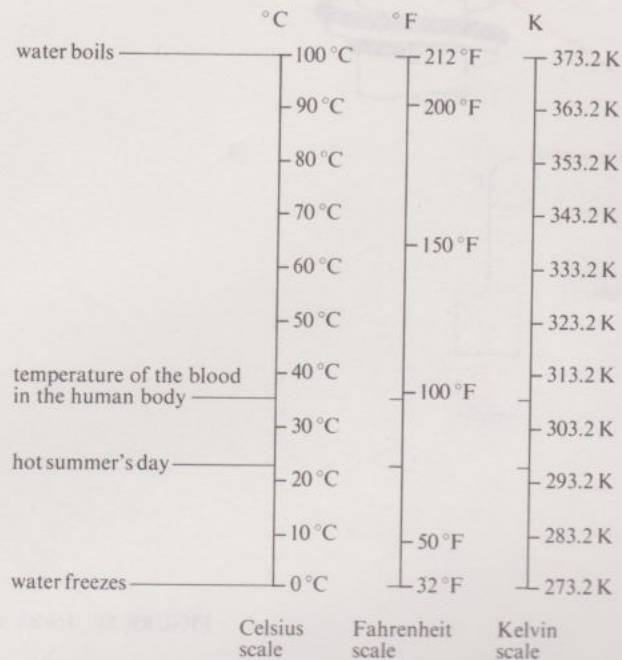 °C °F K
water boils 100 °C 212 °F 373.2 K
90 °C 200 °F 363.2 K
80 °C 353.2 K
70 °C 343.2 K
150 °F
60 °C 333.2 K
50 °C 323.2 K
40 °C 313.2 K
temperature of the blood
in the human body 100 °F
30 °C 303.2 K
hot summer's day
20 °C 293.2 K
10 °C 283.2 K
50 °F
water freezes 0 °C 32 °F 273.2 K
Celsius Fahrenheit Kelvin
scale scale scale